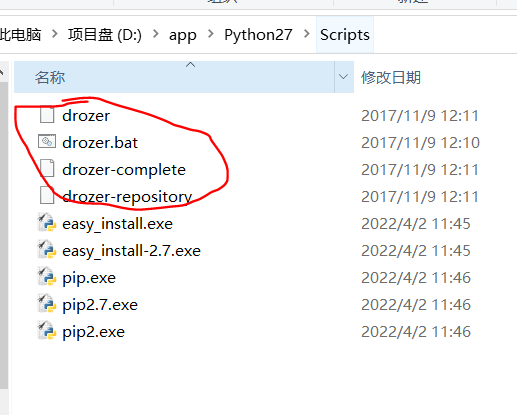 此电脑 › 项目盘 (D:) › app › Python27 › Scripts
名称 修改日期
drozer 2017/11/9 12:11
drozer.bat 2017/11/9 12:10
drozer-complete 2017/11/9 12:11
drozer-repository 2017/11/9 12:11
easy_install.exe 2022/4/2 11:45
easy_install-2.7.exe 2022/4/2 11:45
pip.exe 2022/4/2 11:46
pip2.7.exe 2022/4/2 11:46
pip2.exe 2022/4/2 11:46